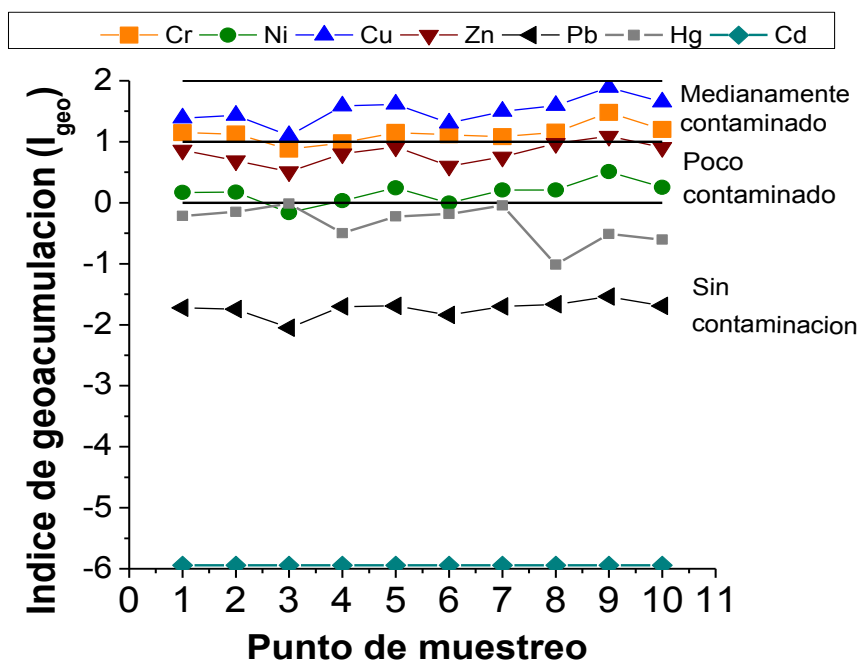 Cr Ni Cu Zn Pb Hg Cd
Indice de geoacumulacion (I_geo)
2
1
0
-1
-2
-3
-4
-5
-6
Medianamente
contaminado
Poco
contaminado
Sin
contaminacion
0 1 2 3 4 5 6 7 8 9 10 11
Punto de muestreo